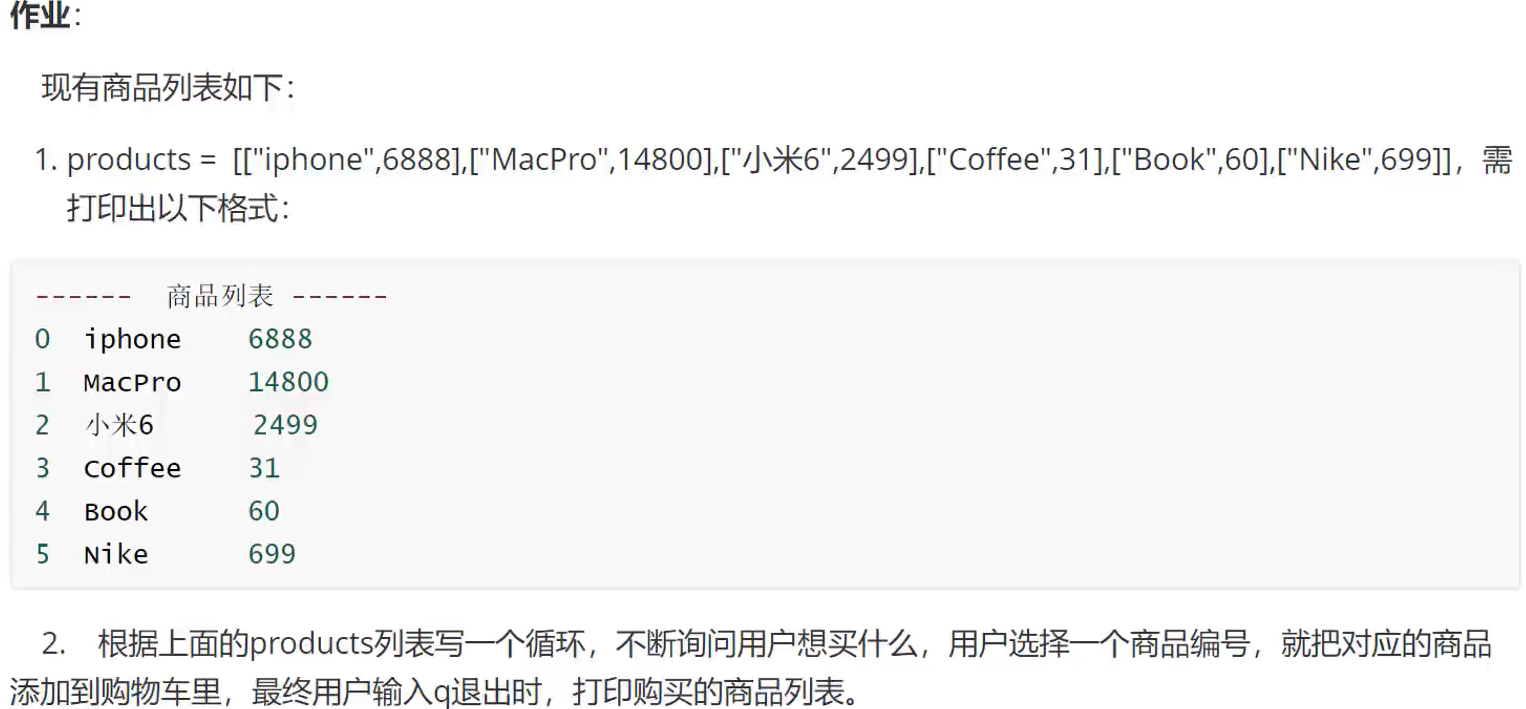 作业：
现有商品列表如下：
1. products = [["iphone",6888],["MacPro",14800],["小米6",2499],["Coffee",31],["Book",60],["Nike",699]]，需
打印出以下格式：
------ 商品列表 ------
0 iphone 6888
1 MacPro 14800
2 小米6 2499
3 Coffee 31
4 Book 60
5 Nike 699
2. 根据上面的products列表写一个循环，不断询问用户想买什么，用户选择一个商品编号，就把对应的商品
添加到购物车里，最终用户输入q退出时，打印购买的商品列表。